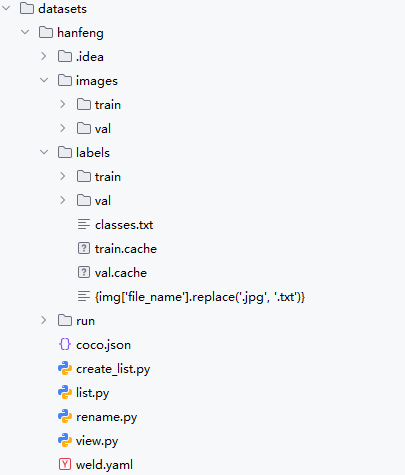 datasets
hanfeng
.idea
images
train
val
labels
train
val
classes.txt
train.cache
val.cache
{img['file_name'].replace('.jpg', '.txt')}
run
coco.json
create_list.py
list.py
rename.py
view.py
weld.yaml